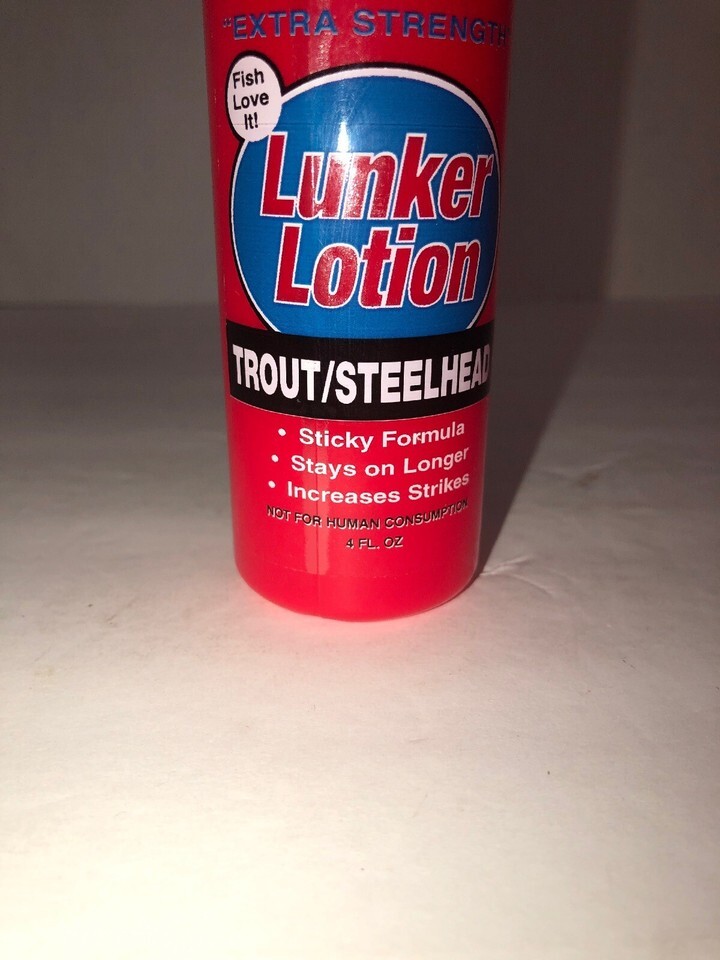 "EXTRA STRENGTH"
Fish
Love
It!
Lunker
Lotion
TROUT/STEELHEAD
• Sticky Formula
• Stays on Longer
• Increases Strikes
NOT FOR HUMAN CONSUMPTION
4 FL. OZ